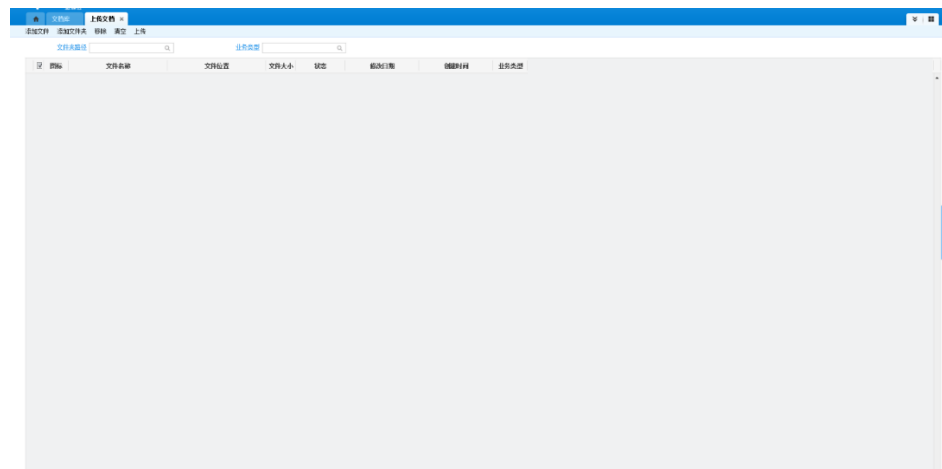 文档库 上传文档 ×
添加文件 添加文件夹 移除 清空 上传
文件夹路径 业务类型
图标 文件名称 文件位置 文件大小 状态 修改日期 创建时间 业务类型